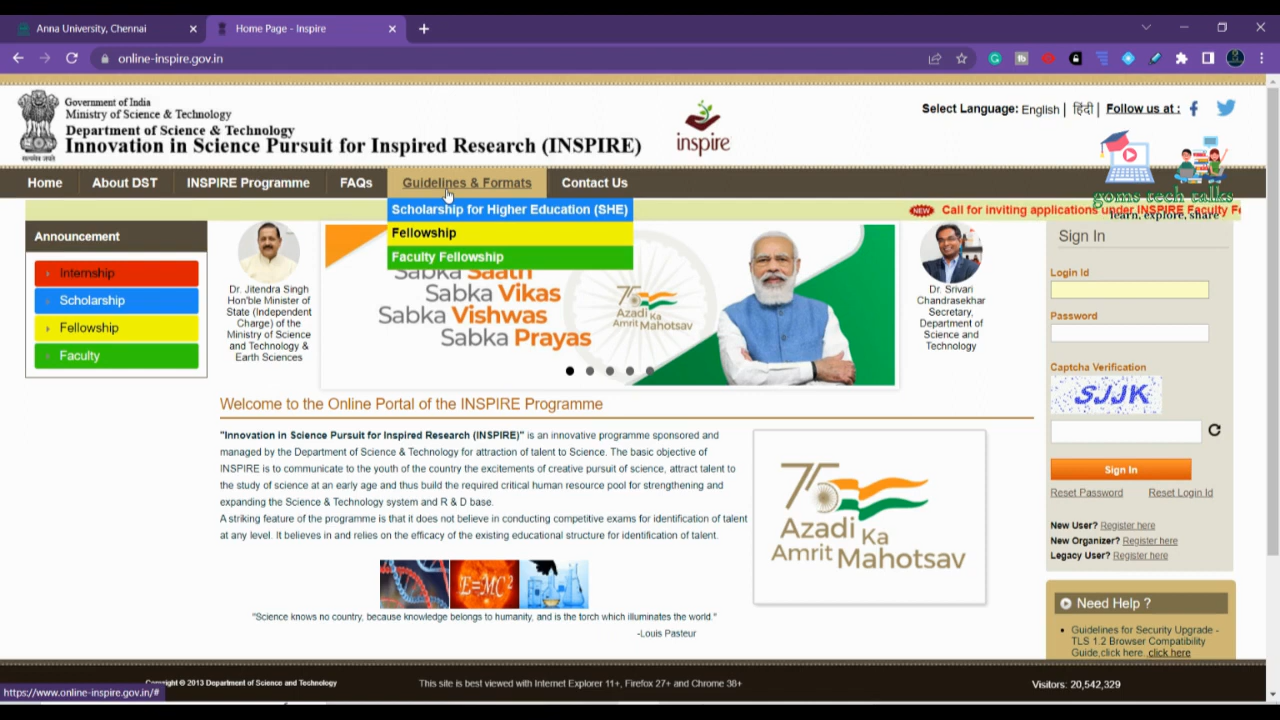 Anna University, Chennai
Home Page - Inspire
online-inspire.gov.in
Government of India
Ministry of Science & Technology
Department of Science & Technology
Innovation in Science Pursuit for Inspired Research (INSPIRE)
सत्यमेव जयते
inspire
Select Language: English | हिंदी | Follow us at :
goms tech talks
learn, explore, share
Home
About DST
INSPIRE Programme
FAQs
Guidelines & Formats
Contact Us
Scholarship for Higher Education (SHE)
Fellowship
Faculty Fellowship
NEW Call for inviting applications under INSPIRE Faculty Fe
Announcement
Internship
Scholarship
Fellowship
Faculty
Dr. Jitendra Singh
Hon'ble Minister of
State (Independent
Charge) of the
Ministry of Science
and Technology &
Earth Sciences
Sabka Saath
Sabka Vikas
Sabka Vishwas
Sabka Prayas
75
Azadi Ka
Amrit Mahotsav
Dr. Srivari
Chandrasekhar
Secretary,
Department of
Science and
Technology
Sign In
Login Id
Password
Captcha Verification
SJJK
Sign In
Reset Password
Reset Login Id
New User? Register here
New Organizer? Register here
Legacy User? Register here
Need Help ?
Guidelines for Security Upgrade -
TLS 1.2 Browser Compatibility
Guide,click here..click here
Welcome to the Online Portal of the INSPIRE Programme
"Innovation in Science Pursuit for Inspired Research (INSPIRE)" is an innovative programme sponsored and
managed by the Department of Science & Technology for attraction of talent to Science. The basic objective of
INSPIRE is to communicate to the youth of the country the excitements of creative pursuit of science, attract talent to
the study of science at an early age and thus build the required critical human resource pool for strengthening and
expanding the Science & Technology system and R & D base.
A striking feature of the programme is that it does not believe in conducting competitive exams for identification of talent
at any level. It believes in and relies on the efficacy of the existing educational structure for identification of talent.
75
Azadi Ka
Amrit Mahotsav
E=MC²
"Science knows no country, because knowledge belongs to humanity, and is the torch which illuminates the world."
-Louis Pasteur
https://www.online-inspire.gov.in/#
Copyright © 2013 Department of Science and Technology
This site is best viewed with Internet Explorer 11+, Firefox 27+ and Chrome 38+
Visitors: 20,542,329